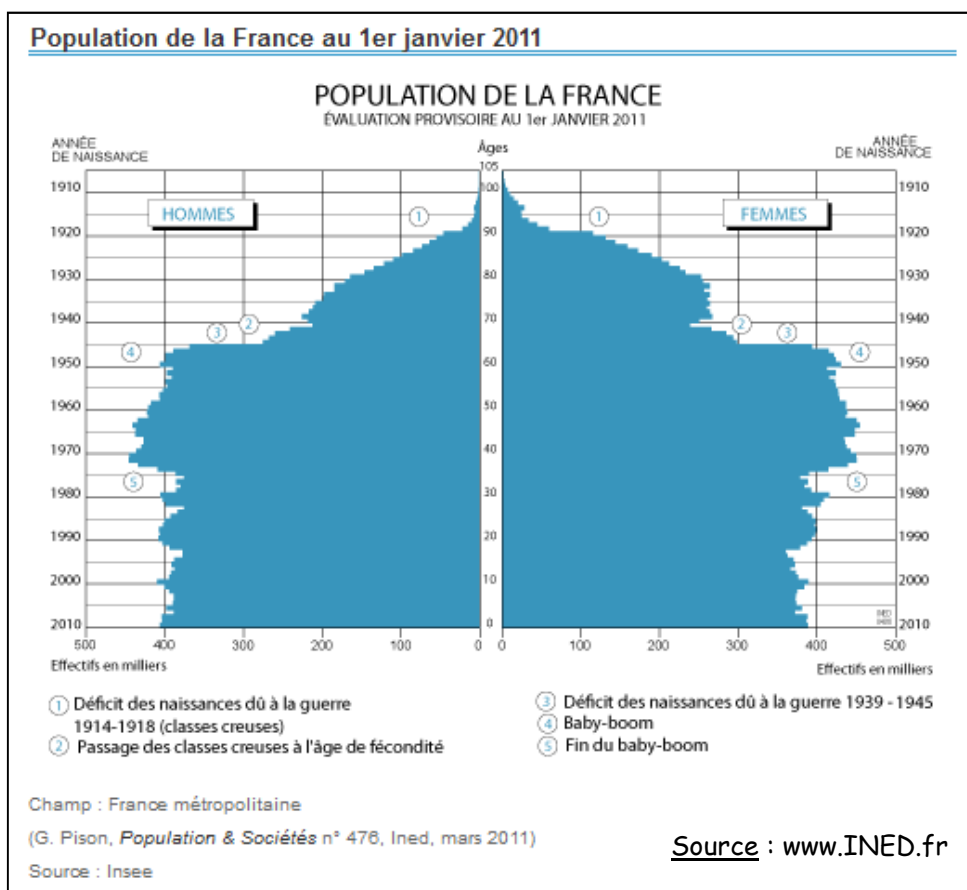 Population de la France au 1er janvier 2011
POPULATION DE LA FRANCE
ÉVALUATION PROVISOIRE AU 1er JANVIER 2011
ANNÉE
DE NAISSANCE
Âges
ANNÉE
DE NAISSANCE
105
1910 100 1910
HOMMES 1 1 FEMMES
1920 90 1920
1930 80 1930
1940 70 1940
4 3 2 2 3 4
1950 60 1950
1960 50 1960
1970 40 1970
5 5
1980 30 1980
1990 20 1990
2000 10 2000
INED
2010 0 2010
500 400 300 200 100 0 0 100 200 300 400 500
Effectifs en milliers Effectifs en milliers
1 Déficit des naissances dû à la guerre
1914-1918 (classes creuses)
2 Passage des classes creuses à l'âge de fécondité
3 Déficit des naissances dû à la guerre 1939 - 1945
4 Baby-boom
5 Fin du baby-boom
Champ : France métropolitaine
(G. Pison, Population & Sociétés n° 476, Ined, mars 2011)
Source : www.INED.fr
Source : Insee